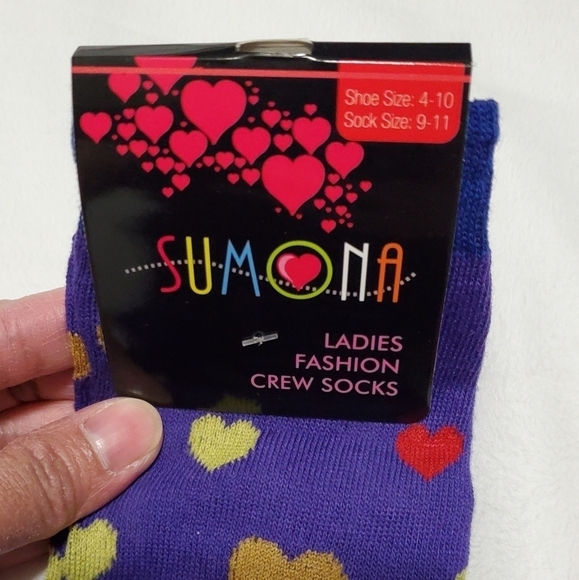 Shoe Size: 4-10
Sock Size: 9-11
SUMONA
LADIES
FASHION
CREW SOCKS